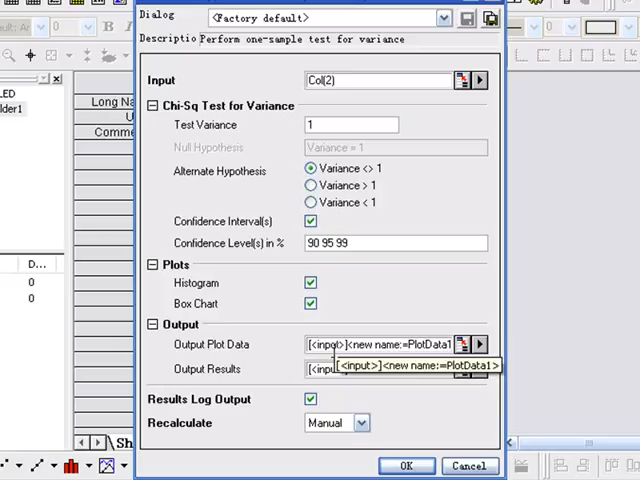 Dialog <Factory default>
Descriptio Perform one-sample test for variance
Input Col(2)
Chi-Sq Test for Variance
Test Variance 1
Null Hypothesis Variance = 1
Alternate Hypothesis Variance <> 1
Variance > 1
Variance < 1
Confidence Interval(s)
Confidence Level(s) in % 90 95 99
Plots
Histogram
Box Chart
Output
Output Plot Data [<input>]<new name:=PlotData1
[<input>]<new name:=PlotData1>
Output Results [<inpu
Results Log Output
Recalculate Manual
OK Cancel
LED
lder1
D...
0
0
Long Na
U
Comme
\Sh